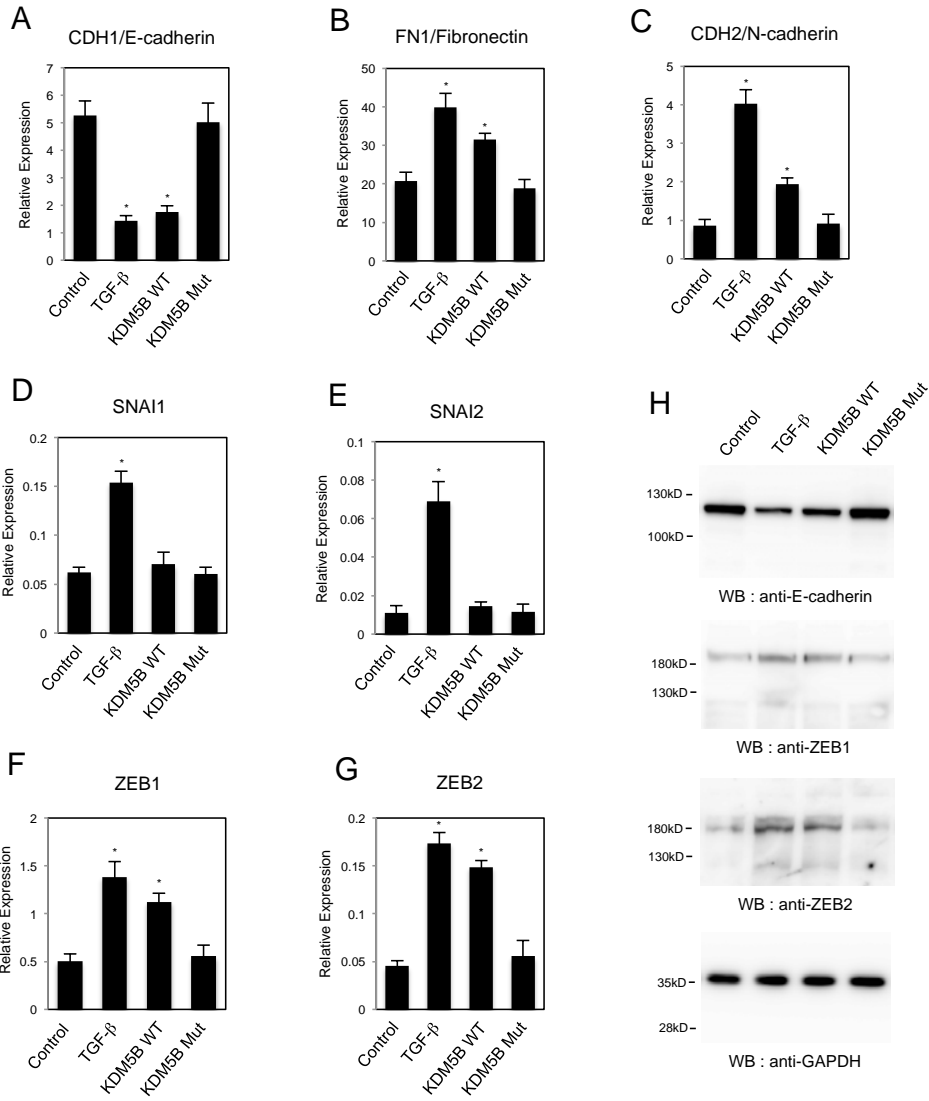 A
CDH1/E-cadherin
Relative Expression
7
6
5
4
3
2
1
0
*
*
Control
TGF-β
KDM5B WT
KDM5B Mut
B
FN1/Fibronectin
Relative Expression
50
40
30
20
10
0
*
*
Control
TGF-β
KDM5B WT
KDM5B Mut
C
CDH2/N-cadherin
Relative Expression
5
4
3
2
1
0
*
*
Control
TGF-β
KDM5B WT
KDM5B Mut
D
SNAI1
Relative Expression
0.2
0.15
0.1
0.05
0
*
Control
TGF-β
KDM5B WT
KDM5B Mut
E
SNAI2
Relative Expression
0.1
0.08
0.06
0.04
0.02
0
*
Control
TGF-β
KDM5B WT
KDM5B Mut
F
ZEB1
Relative Expression
2
1.5
1
0.5
0
*
*
Control
TGF-β
KDM5B WT
KDM5B Mut
G
ZEB2
Relative Expression
0.2
0.15
0.1
0.05
0
*
*
Control
TGF-β
KDM5B WT
KDM5B Mut
H
Control
TGF-β
KDM5B WT
KDM5B Mut
130kD
100kD
WB : anti-E-cadherin
180kD
130kD
WB : anti-ZEB1
180kD
130kD
WB : anti-ZEB2
35kD
28kD
WB : anti-GAPDH